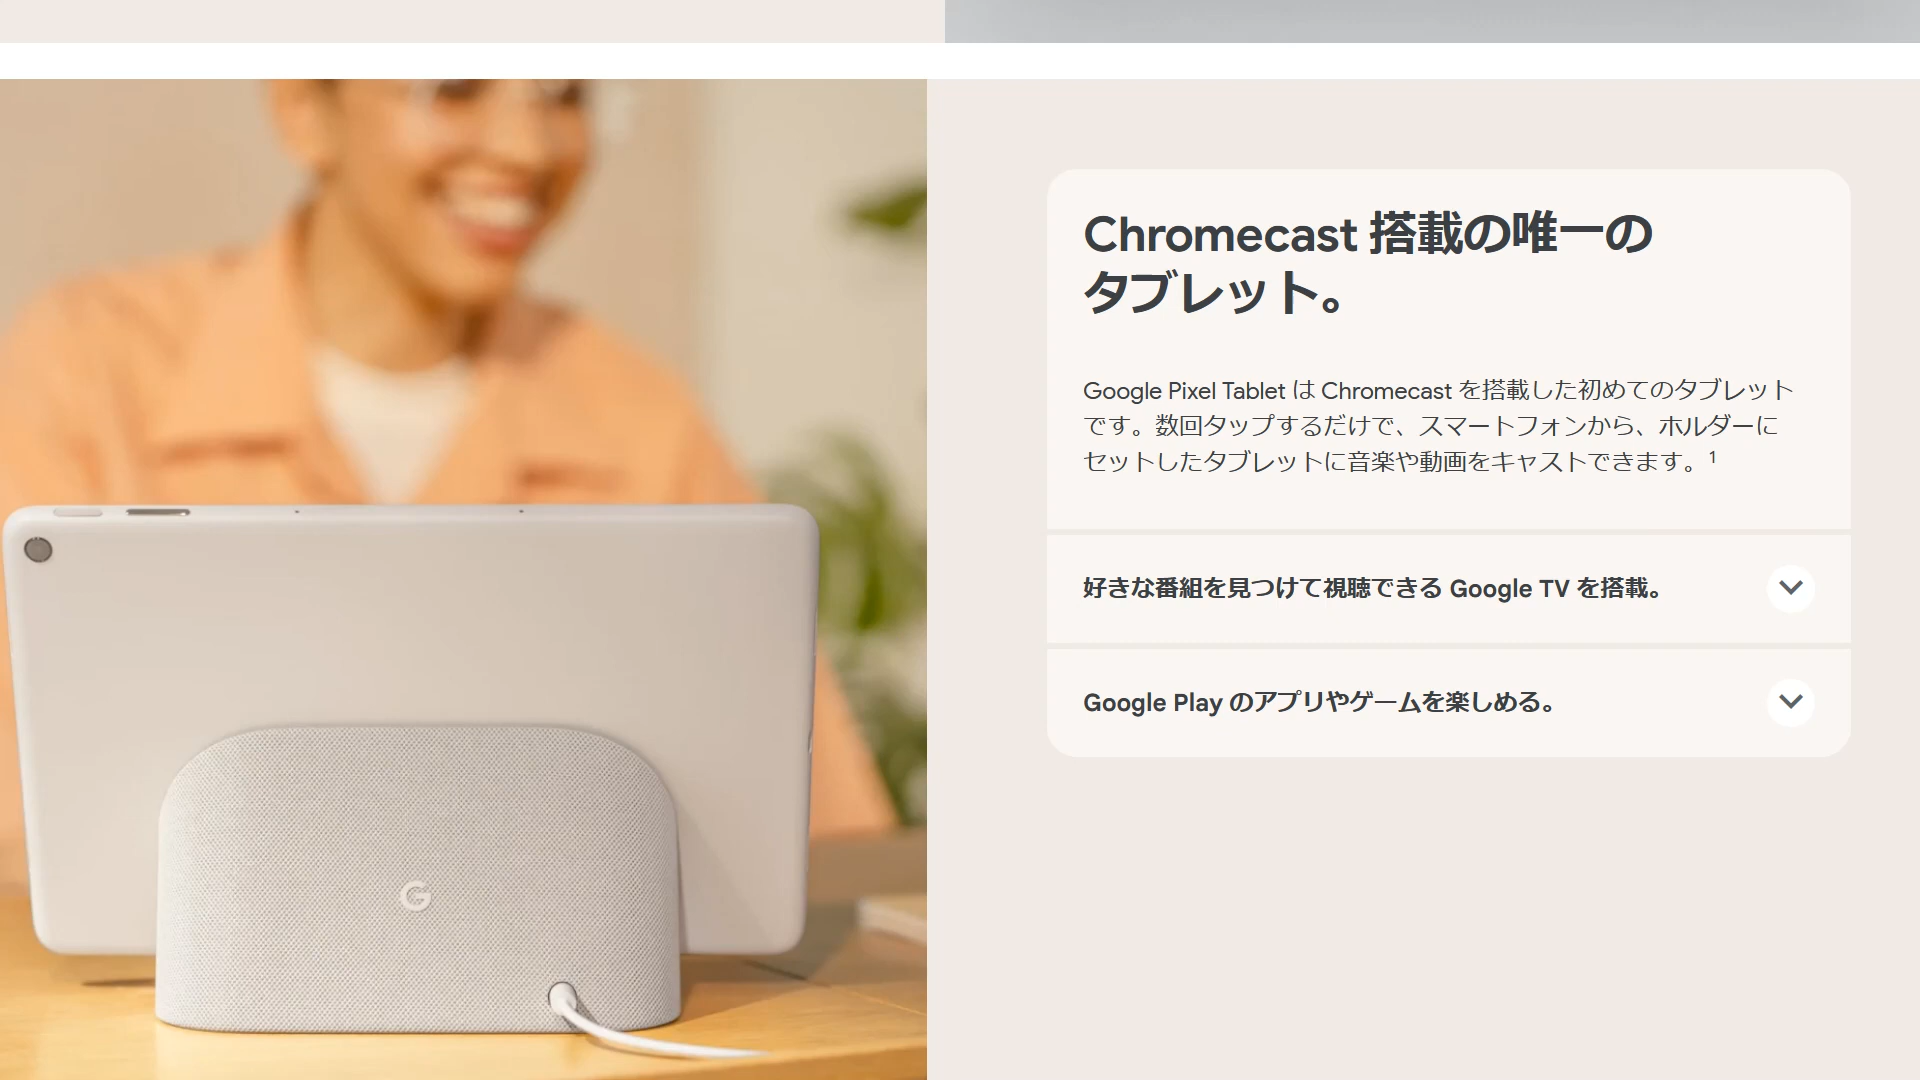 Chromecast 搭載の唯一の
タブレット。
Google Pixel Tablet は Chromecast を搭載した初めてのタブレット
です。数回タップするだけで、スマートフォンから、ホルダーに
セットしたタブレットに音楽や動画をキャストできます。1
好きな番組を見つけて視聴できる Google TV を搭載。
Google Play のアプリやゲームを楽しめる。
G